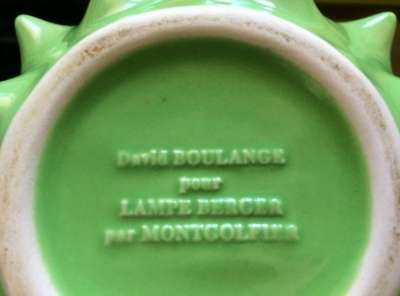 David BOULANGE
pour
LAMPE BERGER
par MONTGOLFIER